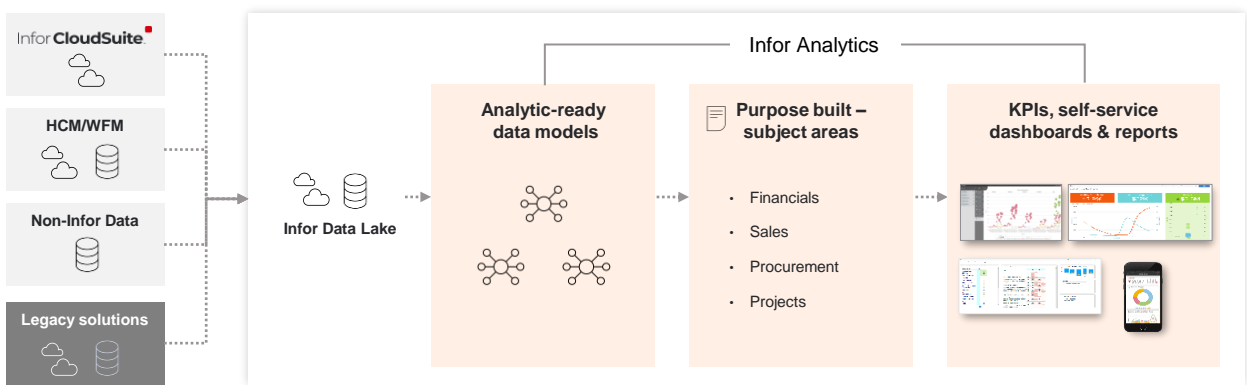 Infor CloudSuite
HCM/WFM
Non-Infor Data
Legacy solutions
Infor Data Lake
Infor Analytics
Analytic-ready
data models
Purpose built –
subject areas
• Financials
• Sales
• Procurement
• Projects
KPIs, self-service
dashboards & reports